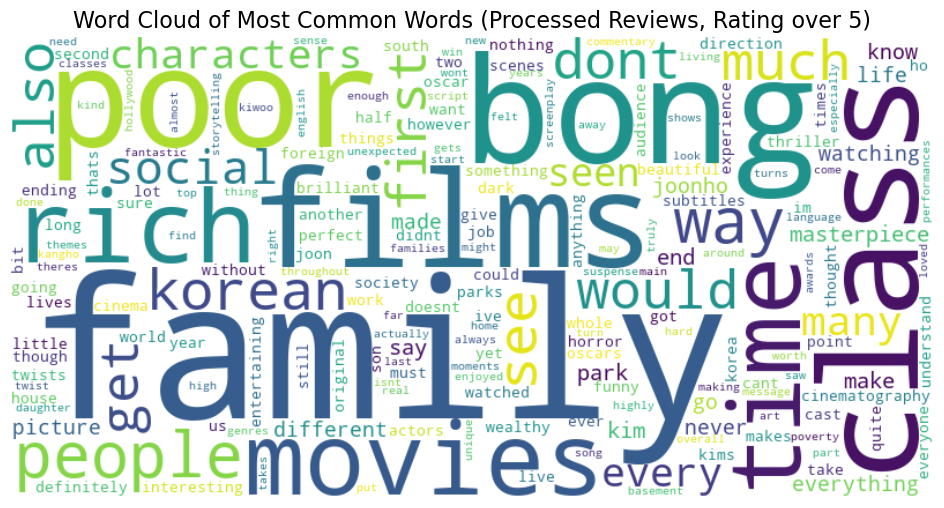 Word Cloud of Most Common Words (Processed Reviews, Rating over 5)
need
sense
south
win
new
nothing
commentary
direction
know
second
characters
two
dont
living
much
classes
oscar
wont
scenes
life
ho
also
poor
first
bong
class
kind
hollywood
almost
storytelling
kiwoo
english
enough
script
want
years
felt
screenplay
away
audience
shows
look
experience
times
especially
half
however
things
thriller
fantastic
unexpected
gets
start
watching
thats
social
foreign
something
seen
beautiful
turns
come
performances
ending
lot
top
thing
brilliant
dark
joonho
im
language
done
sure
rich
films
subtitles
way
long
another
made
give
anything
masterpiece
themes
find
perfect
didnt
job
may
truly
kangho
right
joon
families
might
around
bit
theres
without
throughout
end
suspense
main
awards
thought
loved
going
korean
society
doesnt
could
parks
would
time
lives
cinema
work
see
ive
whole
got
many
far
family
little
world
actually
home
turn
hard
korea
worth
saw
point
understand
though
year
son
say
always
yet
horror
oscars
cant
message
twists
get
entertaining
still
original
last
isnt
must
moments
park
make
house
twist
high
real
enjoyed
watched
funny
making
cinematography
daughter
highly
go
art
quite
everyone
picture
us
different
actors
wealthy
ever
kim
never
overall
makes
cast
genres
unique
song
kims
poverty
part
people
movies
every
take
definitely
interesting
takes
put
live
basement
everything